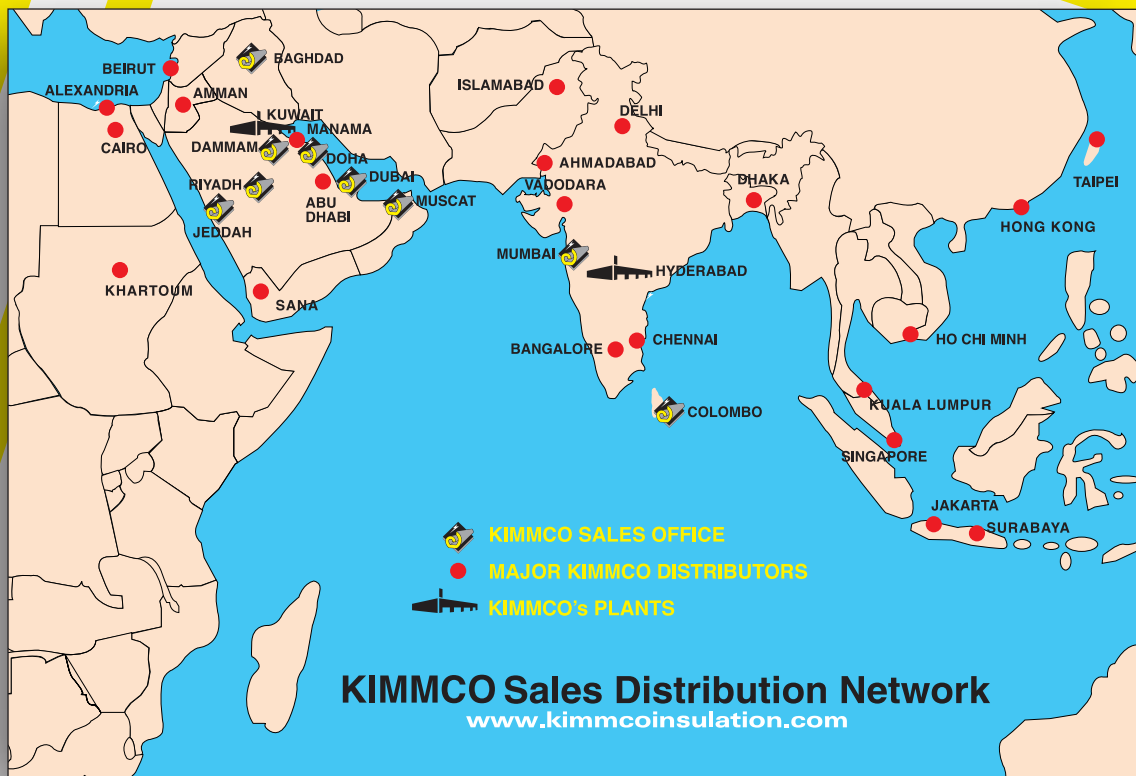 BAGHDAD
BEIRUT
ALEXANDRIA
AMMAN
CAIRO
KUWAIT
MANAMA
DAMMAM
DOHA
RIYADH
DUBAI
ABU
DHABI
MUSCAT
JEDDAH
KHARTOUM
SANA
ISLAMABAD
DELHI
AHMADABAD
VADODARA
DHAKA
TAIPEI
HONG KONG
MUMBAI
HYDERABAD
BANGALORE
CHENNAI
HO CHI MINH
COLOMBO
KUALA LUMPUR
SINGAPORE
JAKARTA
SURABAYA
KIMMCO SALES OFFICE
MAJOR KIMMCO DISTRIBUTORS
KIMMCO's PLANTS
KIMMCO Sales Distribution Network
www.kimmcoinsulation.com